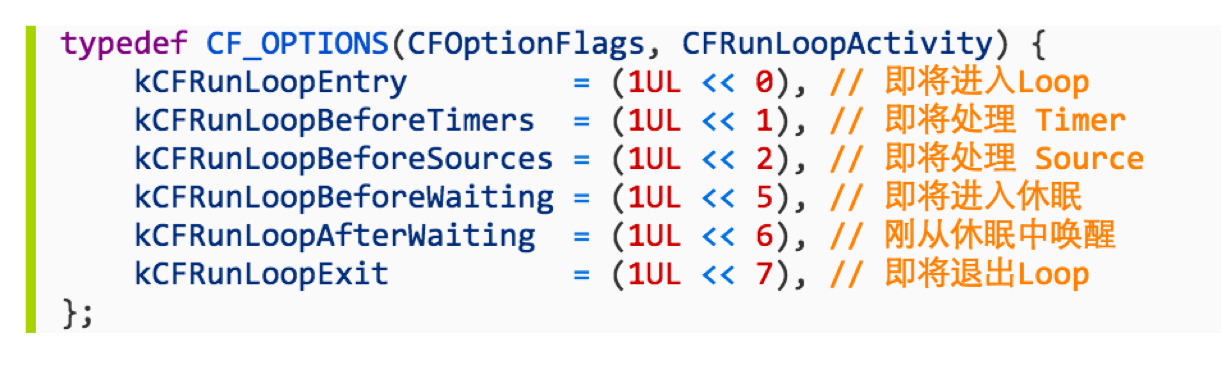 typedef CF_OPTIONS(CFOptionFlags, CFRunLoopActivity) {
    kCFRunLoopEntry         = (1UL << 0), // 即将进入Loop
    kCFRunLoopBeforeTimers  = (1UL << 1), // 即将处理 Timer
    kCFRunLoopBeforeSources = (1UL << 2), // 即将处理 Source
    kCFRunLoopBeforeWaiting = (1UL << 5), // 即将进入休眠
    kCFRunLoopAfterWaiting  = (1UL << 6), // 刚从休眠中唤醒
    kCFRunLoopExit          = (1UL << 7), // 即将退出Loop
};